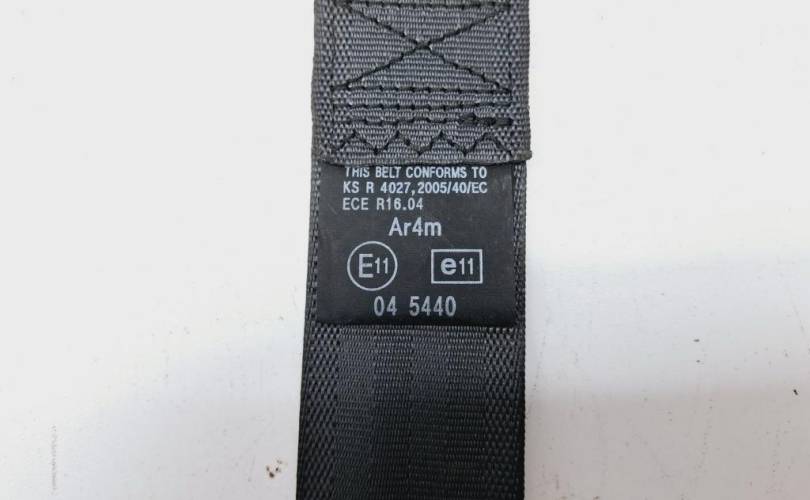 THIS BELT CONFORMS TO
KS R 4027,2005/40/EC
ECE R16.04
Ar4m
E11 e11
04 5440